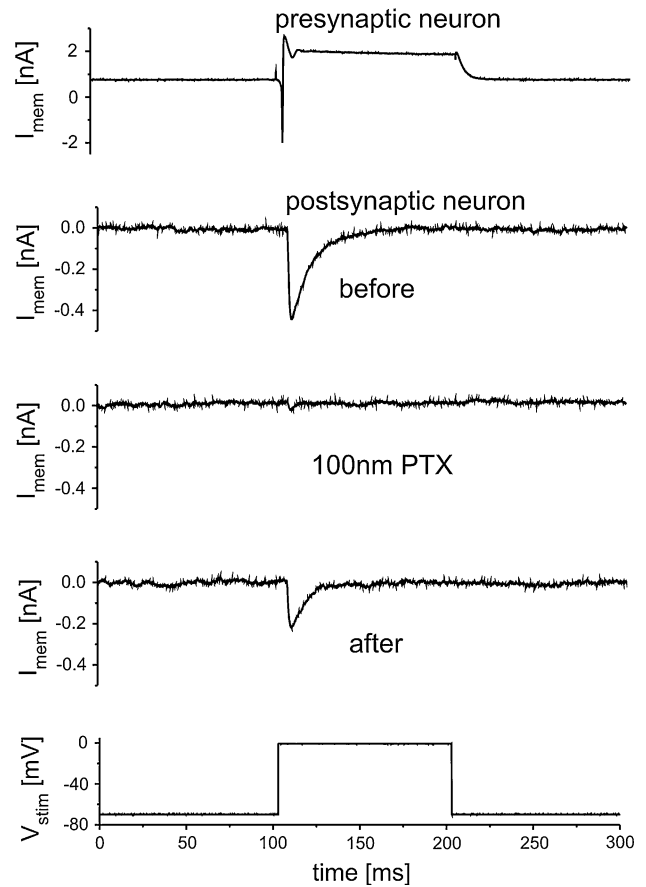 presynaptic neuron
2
0
-2
I_mem [nA]
postsynaptic neuron
0.0
-0.2
-0.4
I_mem [nA]
before
0.0
-0.2
-0.4
I_mem [nA]
100nm PTX
0.0
-0.2
-0.4
I_mem [nA]
after
0
-40
-80
V_stim [mV]
0 50 100 150 200 250 300
time [ms]